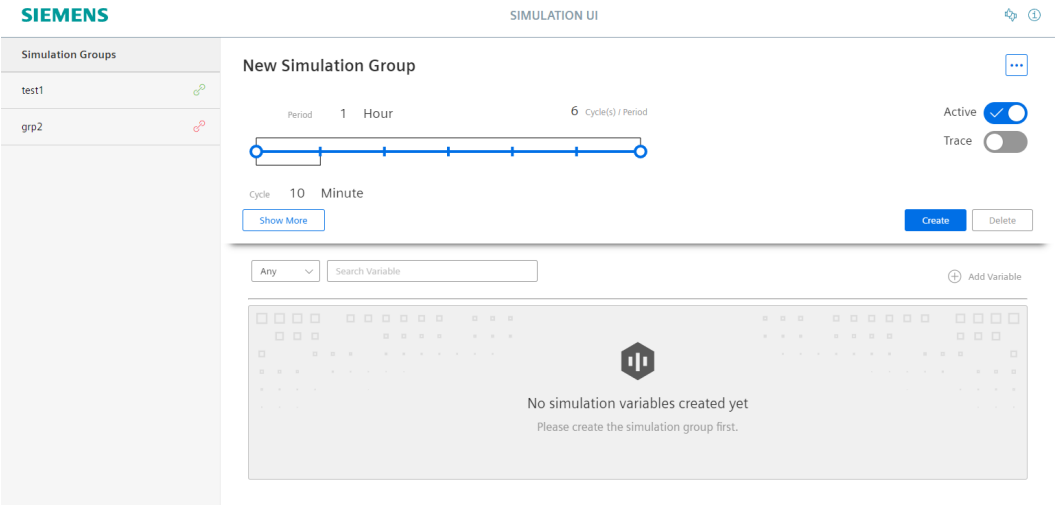 SIEMENS
SIMULATION UI
Simulation Groups
test1
grp2
New Simulation Group
Period 1 Hour 6 Cycle(s) / Period
Active
Trace
Cycle 10 Minute
Show More
Create
Delete
Any
Search Variable
Add Variable
No simulation variables created yet
Please create the simulation group first.